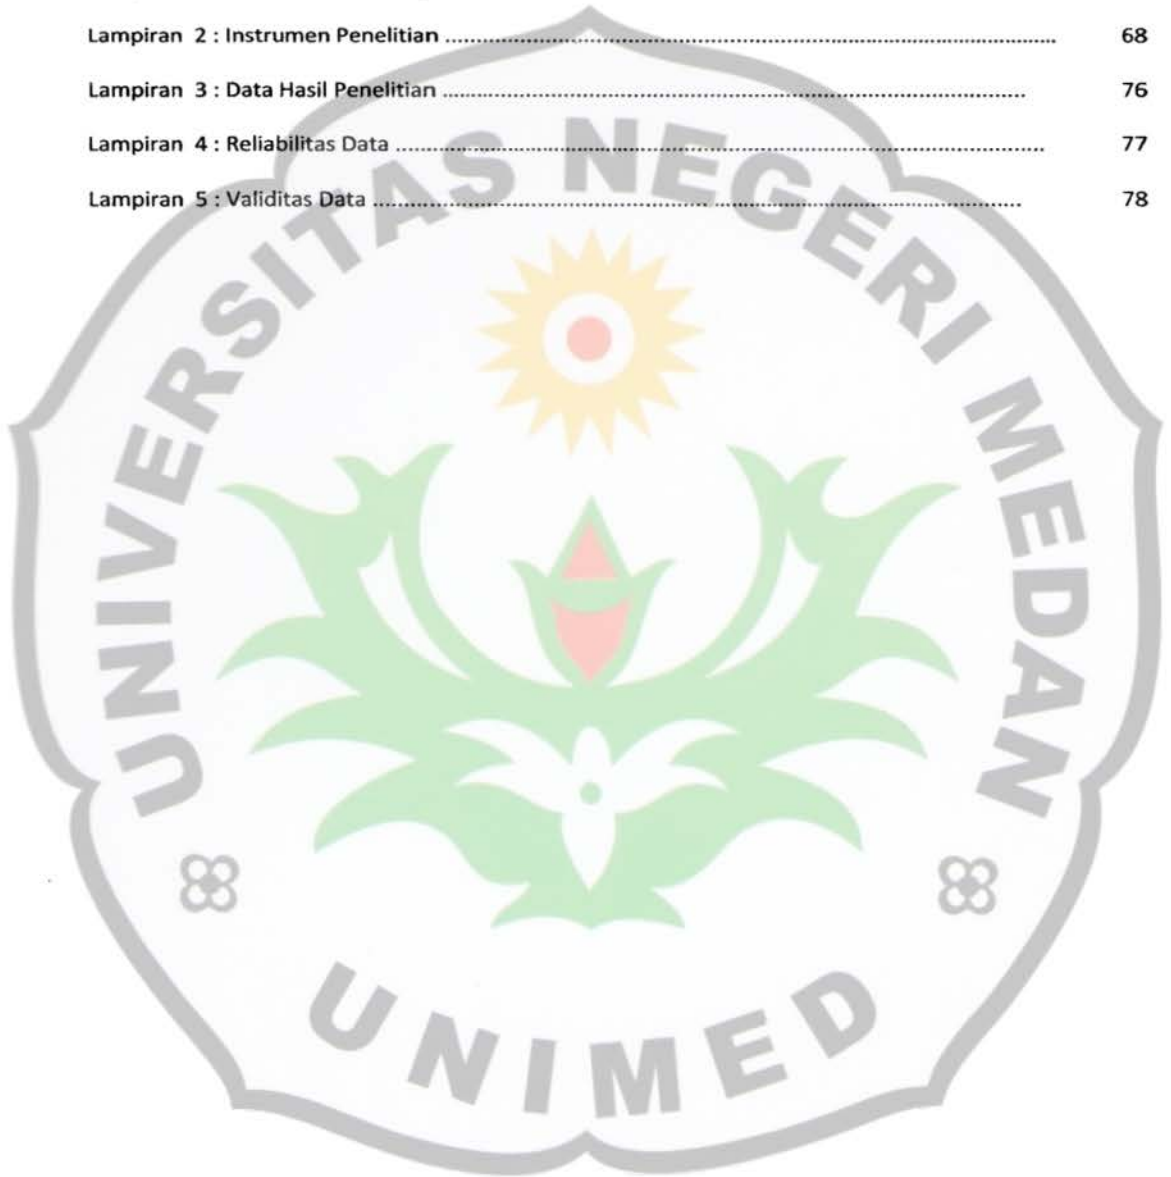 Lampiran 2 : Instrumen Penelitian ........................................................................................................ 68
Lampiran 3 : Data Hasil Penelitian .................................................................................................... 76
Lampiran 4 : Reliabilitas Data ............................................................................................................. 77
Lampiran 5 : Validitas Data ................................................................................................................ 78
UNIVERSITAS NEGERI MEDAN
UNIMED